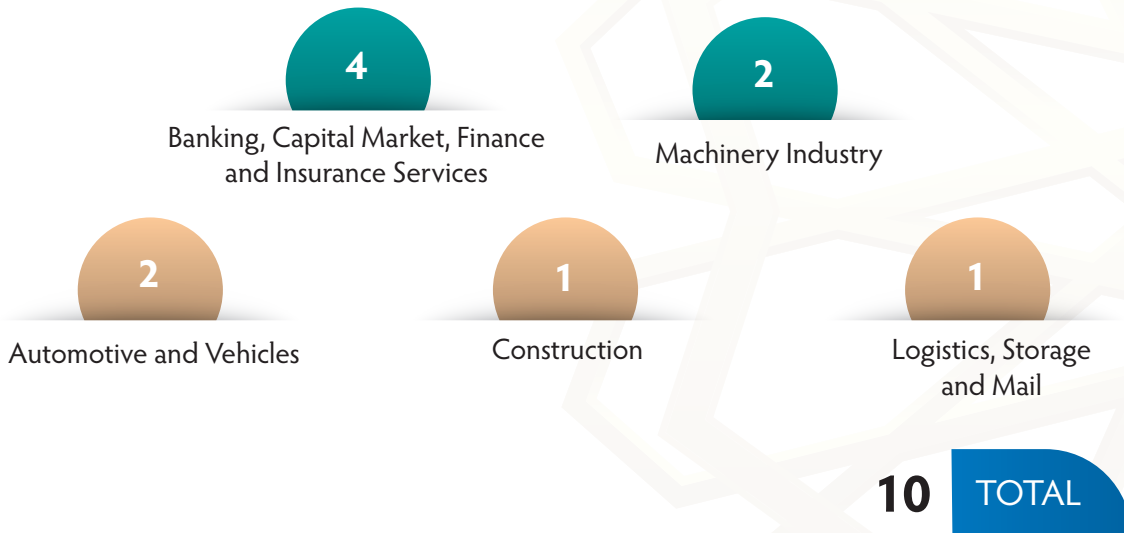 4
Banking, Capital Market, Finance
and Insurance Services
2
Machinery Industry
2
Automotive and Vehicles
1
Construction
1
Logistics, Storage
and Mail
10 TOTAL